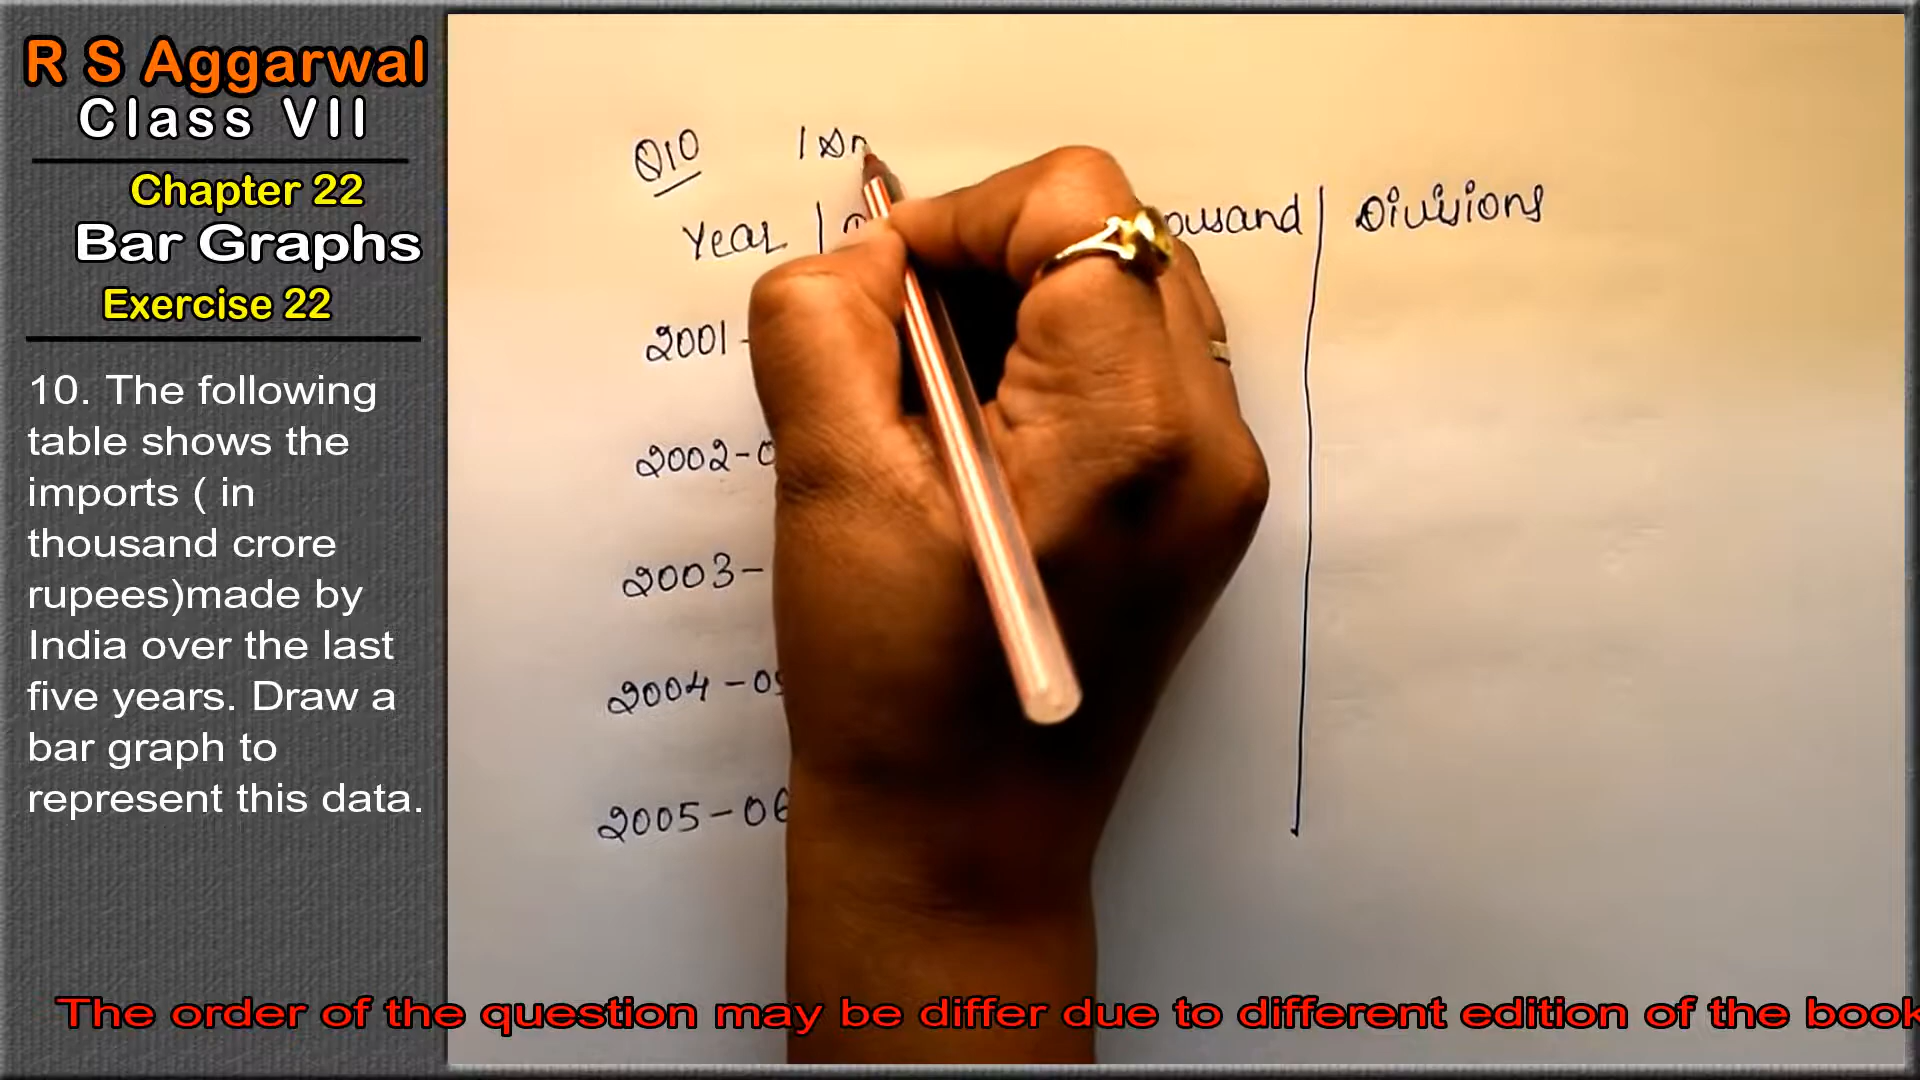 R S Aggarwal
Class VII
Chapter 22
Bar Graphs
Exercise 22
10. The following
table shows the
imports ( in
thousand crore
rupees)made by
India over the last
five years. Draw a
bar graph to
represent this data.
Q10
Year | ousand | Divisions
2001-
2002-0
2003-
2004-05
2005-06
The order of the question may be differ due to different edition of the book